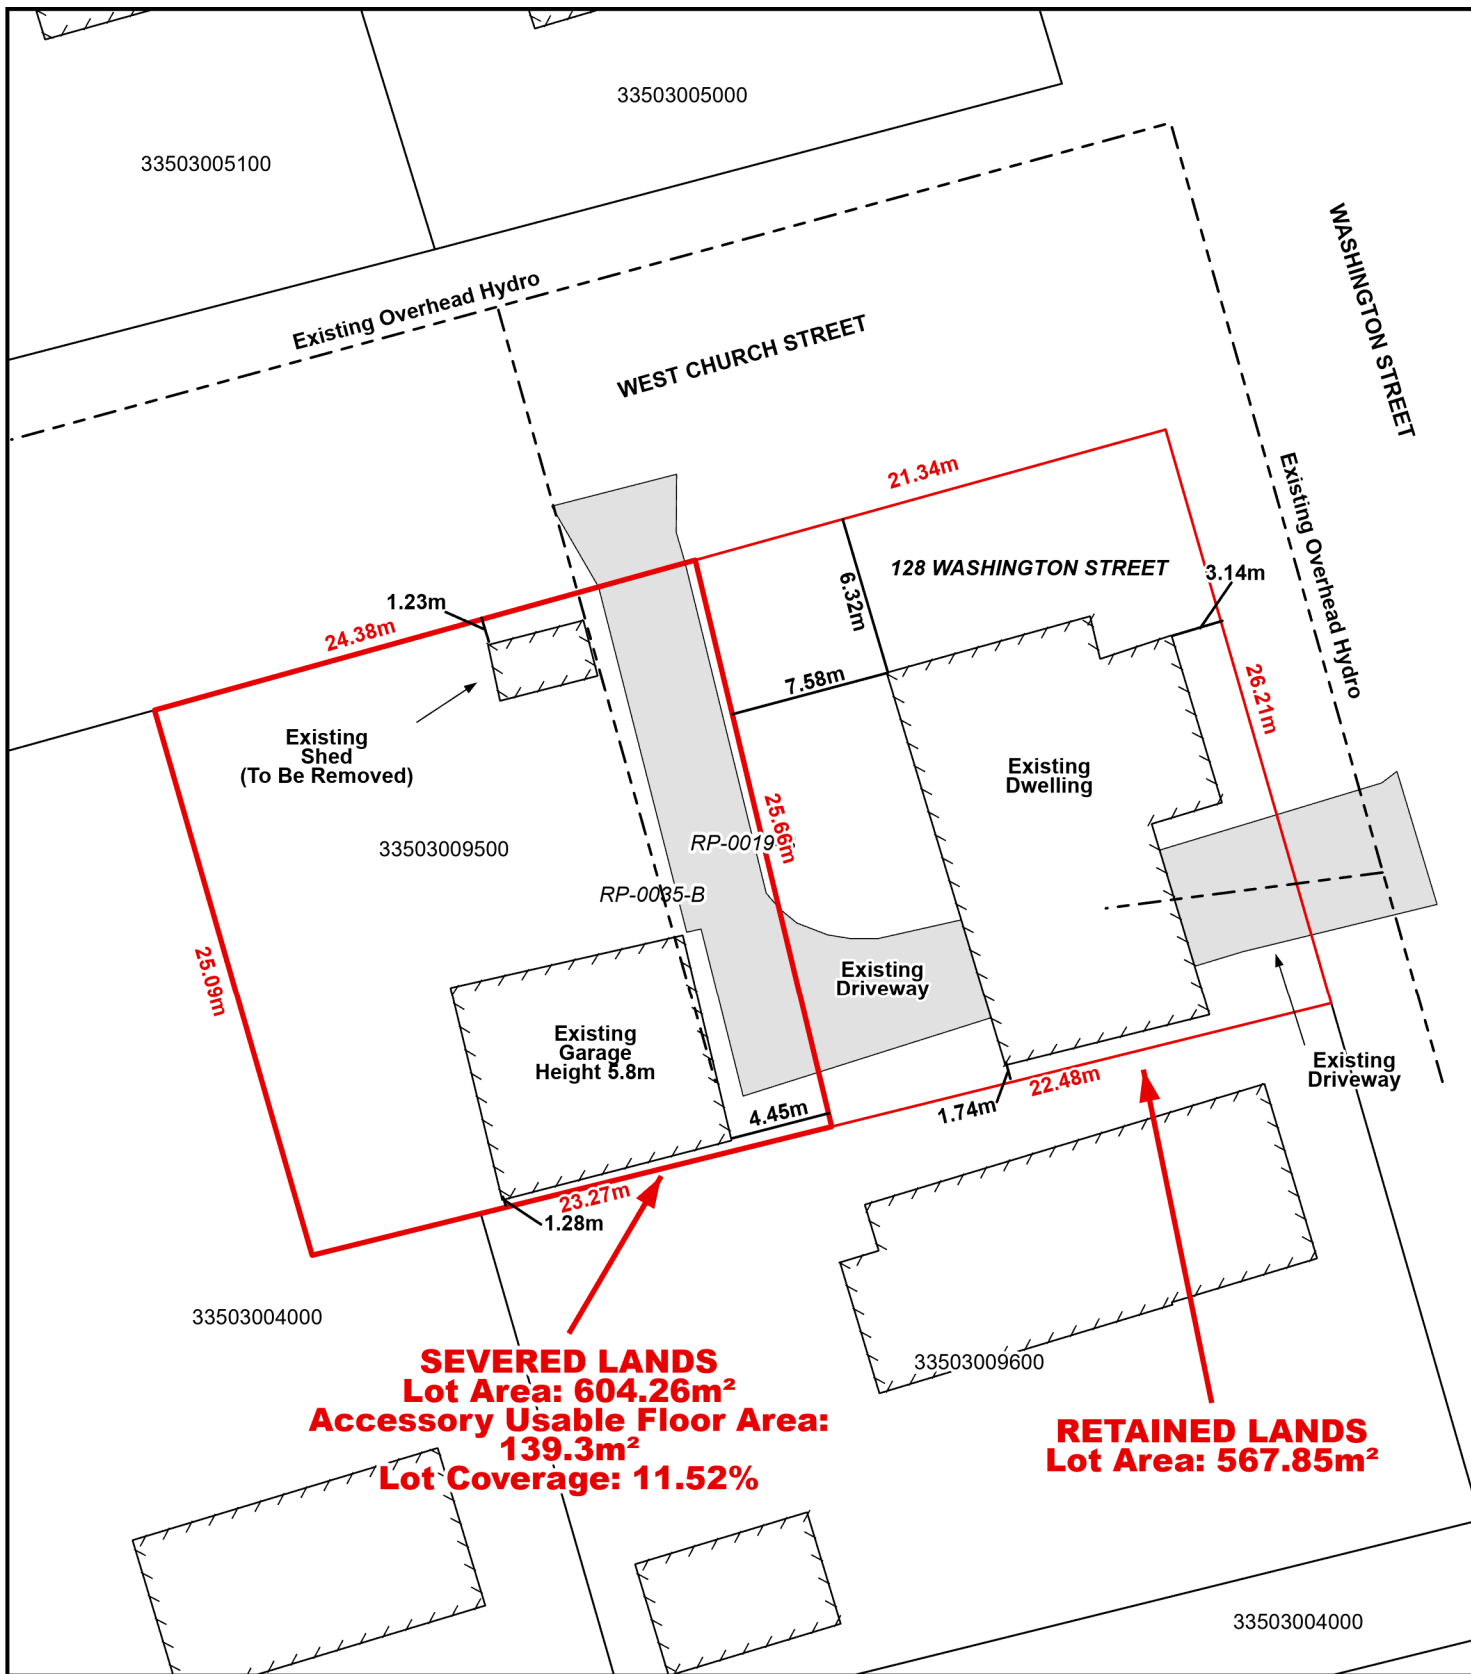 33503005000
33503005100
WASHINGTON STREET
Existing Overhead Hydro
WEST CHURCH STREET
21.34m
Existing Overhead Hydro
128 WASHINGTON STREET
3.14m
6.32m
1.23m
24.38m
7.58m
26.21m
Existing
Shed
(To Be Removed)
Existing
Dwelling
25.66m
33503009500
RP-0019
RP-0035-B
25.09m
Existing
Driveway
Existing
Garage
Height 5.8m
Existing
Driveway
22.48m
1.74m
4.45m
23.27m
1.28m
33503004000
33503009600
SEVERED LANDS
Lot Area: 604.26m²
Accessory Usable Floor Area:
139.3m²
Lot Coverage: 11.52%
RETAINED LANDS
Lot Area: 567.85m²
33503004000